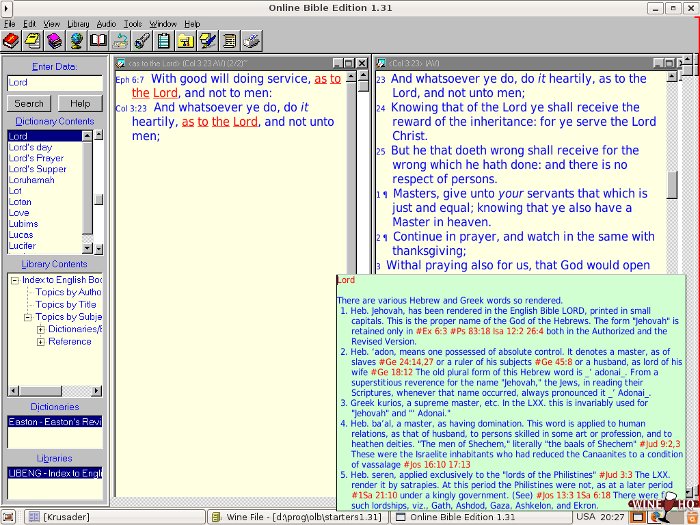 Online Bible Edition 1.31
File Edit View Library Audio Tools Window Help
Enter Data:
Lord
Search Help
Dictionary Contents
Lord
Lord's day
Lord's Prayer
Lord's Supper
Loruhamah
Lot
Lotan
Love
Lubims
Lucas
Lucifer
Library Contents
Index to English Boo
Topics by Autho
Topics by Title
Topics by Subje
Dictionaries/E
Reference
Dictionaries
Easton - Easton's Revi
Libraries
UBENG - Index to Engli
<as to the Lord> (Col 3:23 AV) (2/2)
Eph 6:7 With good will doing service, as to
the Lord, and not to men:
Col 3:23 And whatsoever ye do, do it
heartily, as to the Lord, and not unto
men;
<Col 3:23> (AV)
23 And whatsoever ye do, do it heartily, as to the
Lord, and not unto men;
24 Knowing that of the Lord ye shall receive the
reward of the inheritance: for ye serve the Lord
Christ.
25 But he that doeth wrong shall receive for the
wrong which he hath done: and there is no
respect of persons.
1 ¶ Masters, give unto your servants that which is
just and equal; knowing that ye also have a
Master in heaven.
2 ¶ Continue in prayer, and watch in the same with
thanksgiving;
3 Withal praying also for us, that God would open
Lord
There are various Hebrew and Greek words so rendered.
1. Heb. Jehovah, has been rendered in the English Bible LORD, printed in small
capitals. This is the proper name of the God of the Hebrews. The form "Jehovah" is
retained only in #Ex 6:3 #Ps 83:18 Isa 12:2 26:4 both in the Authorized and the
Revised Version.
2. Heb. 'adon, means one possessed of absolute control. It denotes a master, as of
slaves #Ge 24:14,27 or a ruler of his subjects #Ge 45:8 or a husband, as lord of his
wife #Ge 18:12 The old plural form of this Hebrew word is _' adonai_. From a
superstitious reverence for the name "Jehovah," the Jews, in reading their
Scriptures, whenever that name occurred, always pronounced it _' Adonai_.
3. Greek kurios, a supreme master, etc. In the LXX. this is invariably used for
"Jehovah" and "' Adonai."
4. Heb. ba'al, a master, as having domination. This word is applied to human
relations, as that of husband, to persons skilled in some art or profession, and to
heathen deities. "The men of Shechem," literally "the baals of Shechem" #Jud 9:2,3
These were the Israelite inhabitants who had reduced the Canaanites to a condition
of vassalage #Jos 16:10 17:13
5. Heb. seren, applied exclusively to the "lords of the Philistines" #Jud 3:3 The LXX.
render it by satrapies. At this period the Philistines were not, as at a later period
#1Sa 21:10 under a kingly government. (See) #Jos 13:3 1Sa 6:18 There were
such lordships, viz., Gath, Ashdod, Gaza, Ashkelon, and Ekron.
WINE HQ
[Krusader] Wine File - [d:\prog\olb\starters1.31] Online Bible Edition 1.31 USA 20:27